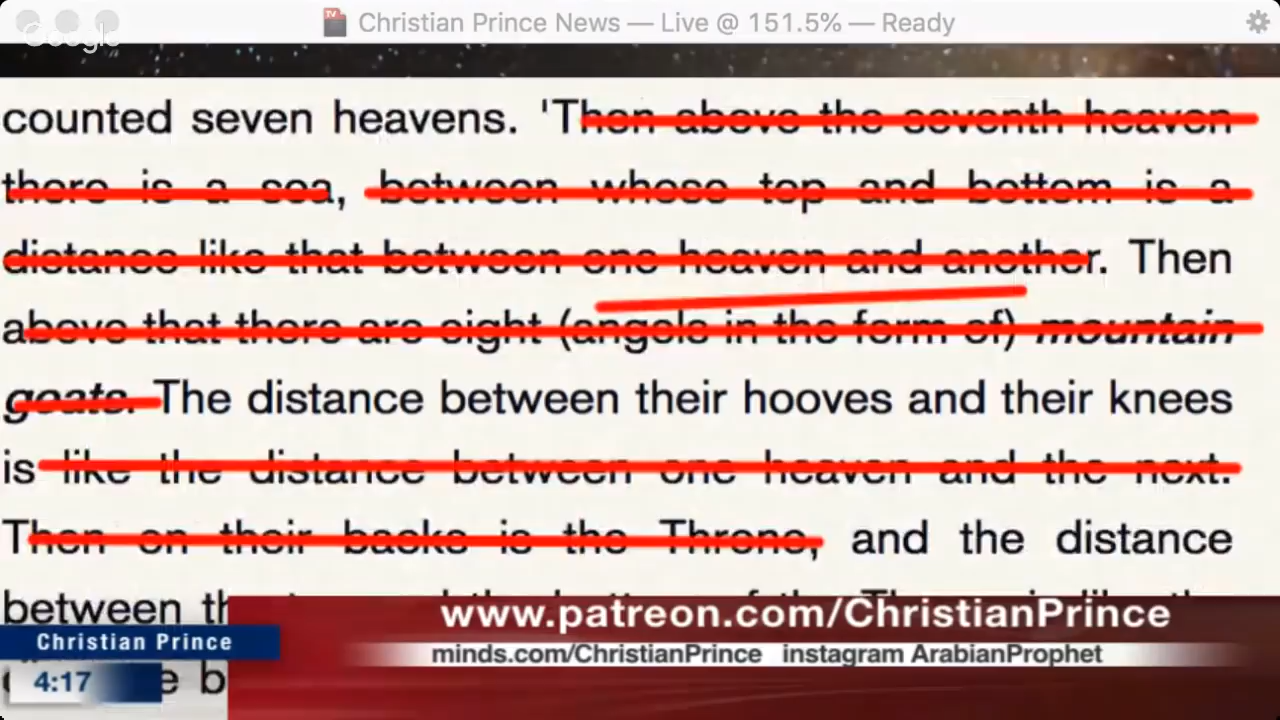 Christian Prince News — Live @ 151.5% — Ready
Google
counted seven heavens. 'Then above the seventh heaven
there is a sea, between whose top and bottom is a
distance like that between one heaven and another. Then
above that there are eight (angels in the form of) mountain
goats. The distance between their hooves and their knees
is like the distance between one heaven and the next.
Then on their backs is the Throne, and the distance
between
www.patreon.com/ChristianPrince
Christian Prince
minds.com/ChristianPrince instagram ArabianProphet
4:17